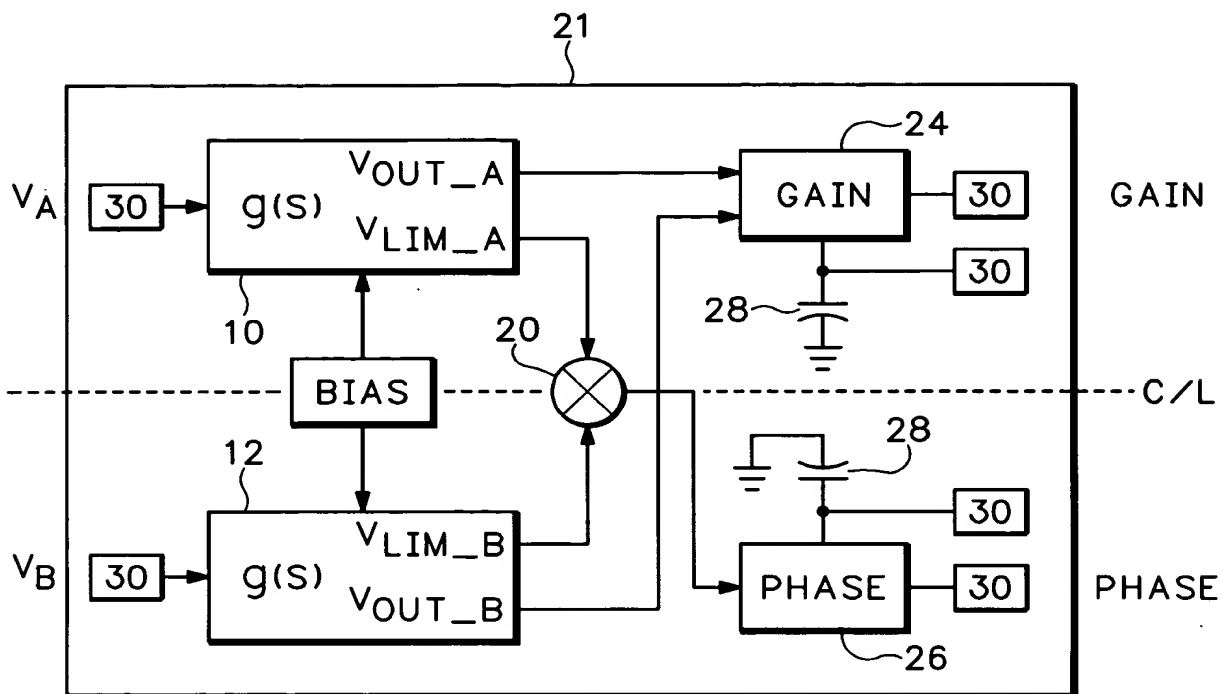 21
24
VA
30
g(S)
VOUT_A
VLIM_A
GAIN
30
GAIN
30
10
20
28
BIAS
C/L
12
28
VB
30
g(S)
VLIM_B
VOUT_B
30
PHASE
30
PHASE
26